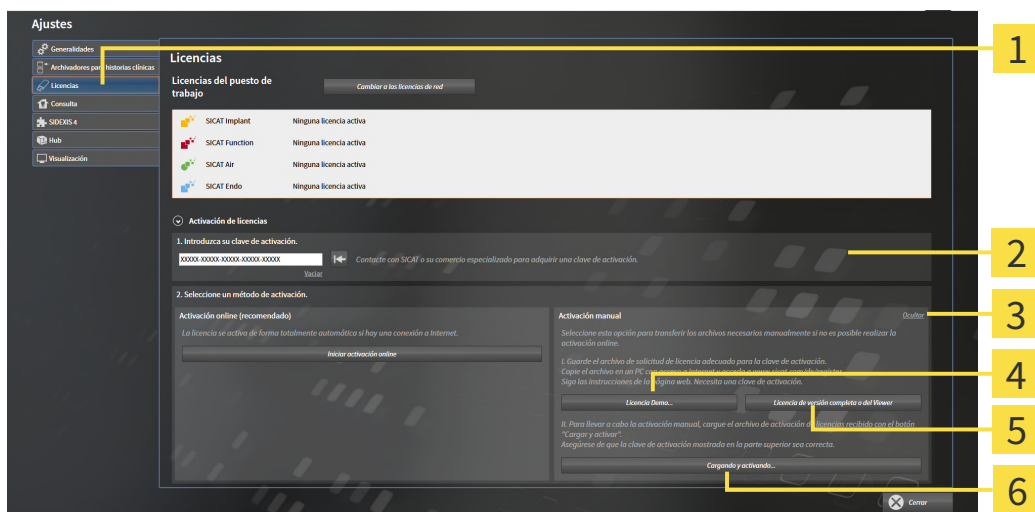 Ajustes
Generalidades
Archivadores para historias clínicas
Licencias
Consulta
SIDEXIS 4
Hub
Visualización
Licencias
Licencias del puesto de
trabajo
Cambiar a las licencias de red
SICAT Implant Ninguna licencia activa
SICAT Function Ninguna licencia activa
SICAT Air Ninguna licencia activa
SICAT Endo Ninguna licencia activa
Activación de licencias
1. Introduzca su clave de activación.
XXXXX-XXXXX-XXXXX-XXXXX-XXXXX
Contacte con SICAT o su comercio especializado para adquirir una clave de activación.
Vaciar
2. Seleccione un método de activación.
Activación online (recomendado)
La licencia se activa de forma totalmente automática si hay una conexión a Internet.
Iniciar activación online
Activación manual
Ocultar
Seleccione esta opción para transferir los archivos necesarios manualmente si no es posible realizar la
activación online.
I. Guarde el archivo de solicitud de licencia adecuado para la clave de activación.
Copie el archivo en un PC con acceso a Internet y acceda a www.sicat.com/de/register.
Siga las instrucciones de la página web. Necesita una clave de activación.
Licencia Demo...
Licencia de versión completa o del Viewer
II. Para llevar a cabo la activación manual, cargue el archivo de activación de licencias recibido con el botón
"Cargar y activar".
Asegúrese de que la clave de activación mostrada en la parte superior sea correcta.
Cargando y activando...
Cerrar
1
2
3
4
5
6